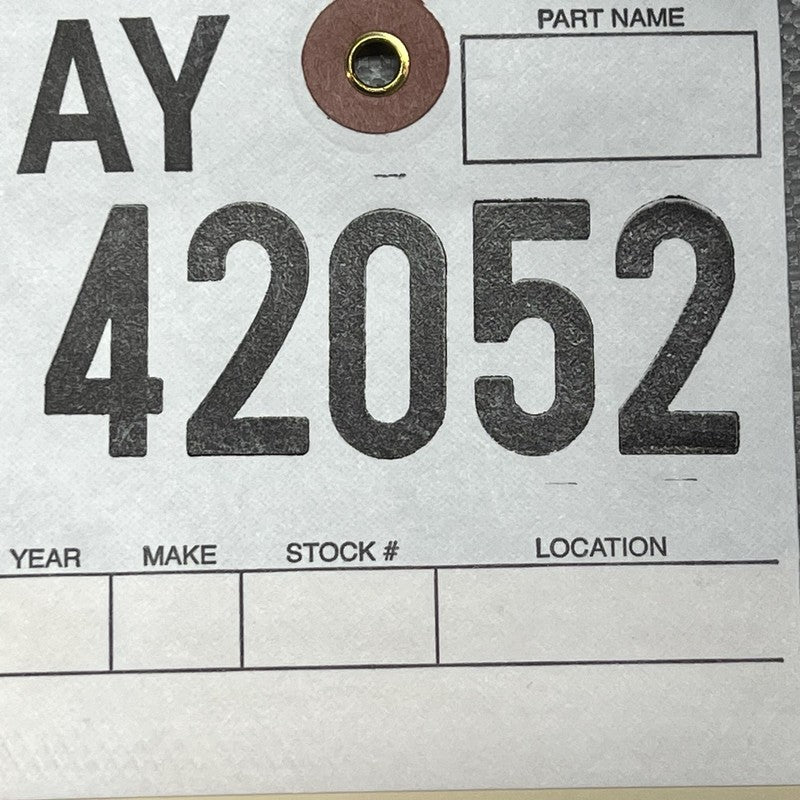 AY
PART NAME
42052
YEAR MAKE STOCK # LOCATION